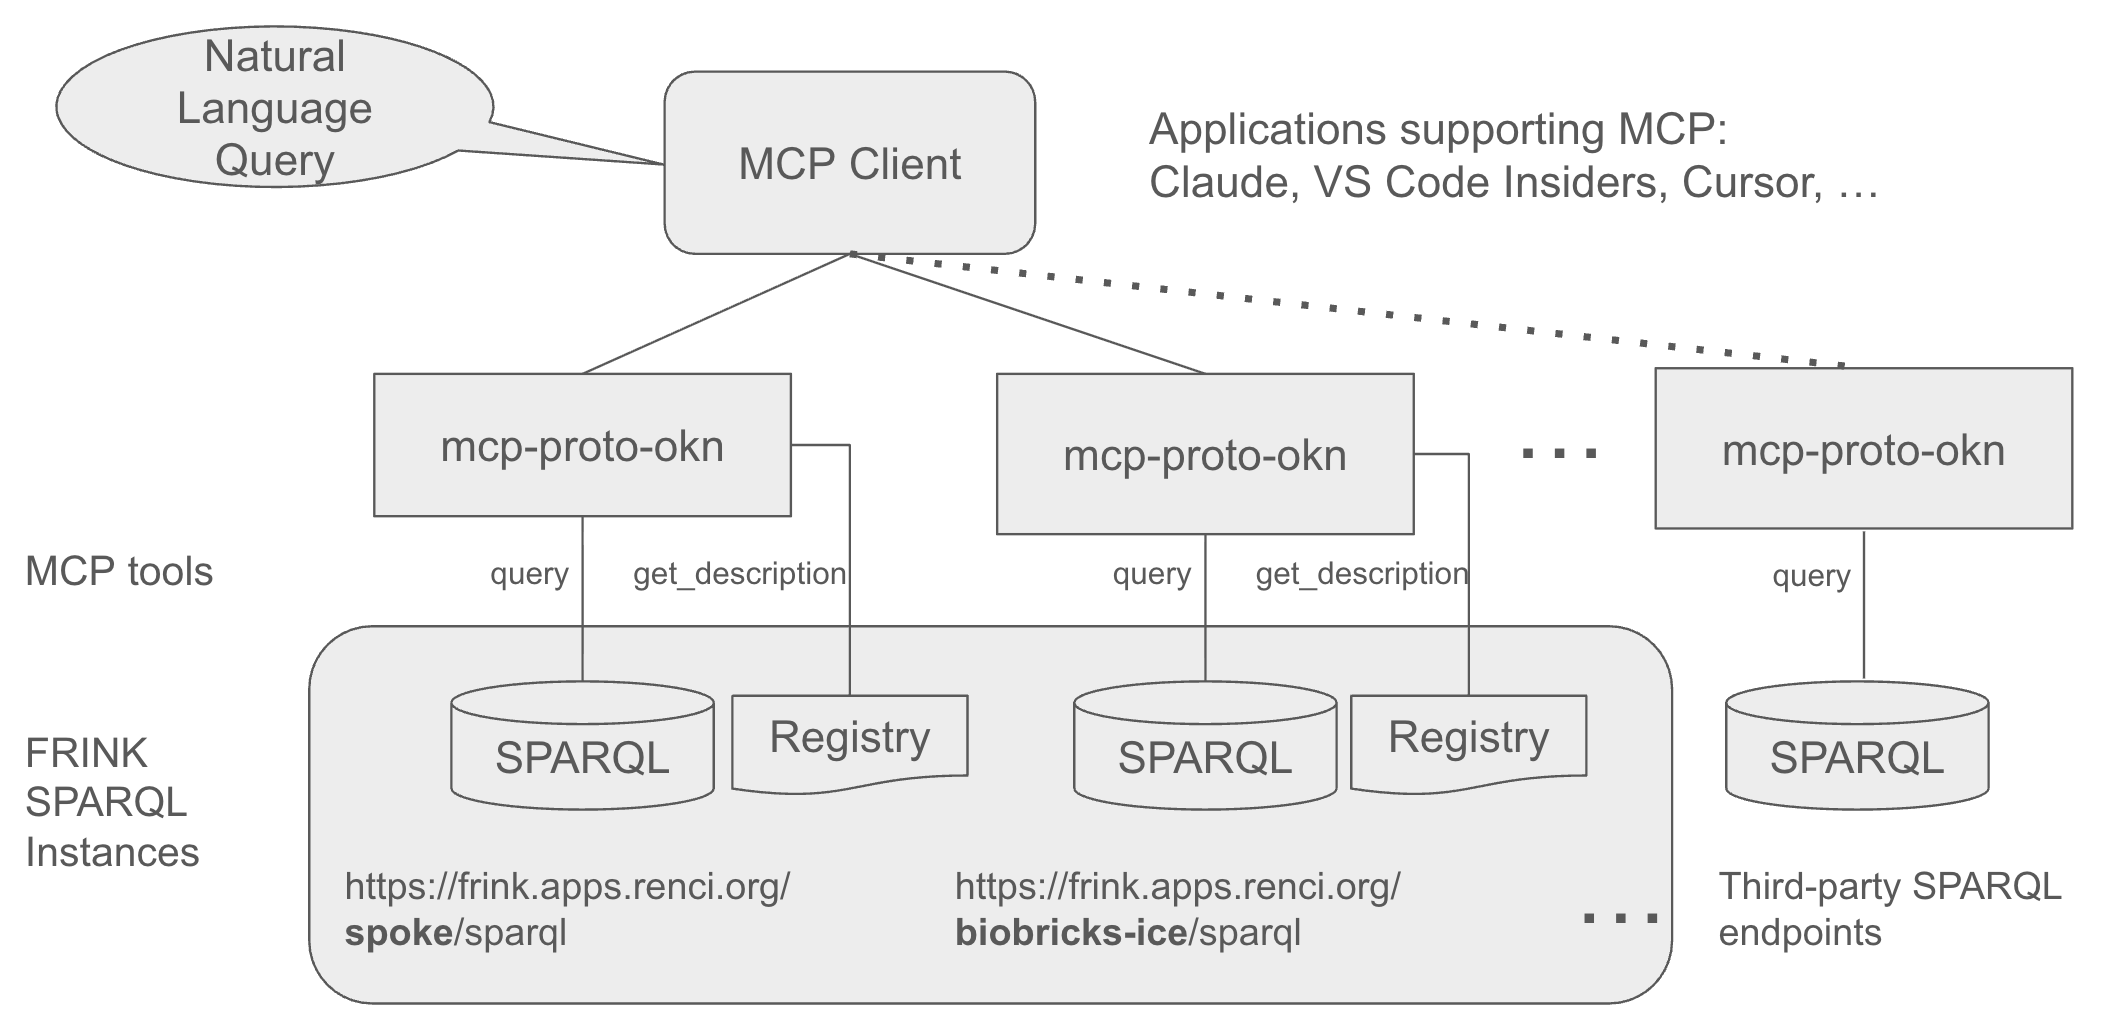 Natural
Language
Query
MCP Client
Applications supporting MCP:
Claude, VS Code Insiders, Cursor, …
mcp-proto-okn
mcp-proto-okn
...
mcp-proto-okn
MCP tools
query
get_description
query
get_description
query
FRINK
SPARQL
Instances
SPARQL
Registry
SPARQL
Registry
SPARQL
https://frink.apps.renci.org/
spoke/sparql
https://frink.apps.renci.org/
biobricks-ice/sparql
...
Third-party SPARQL
endpoints